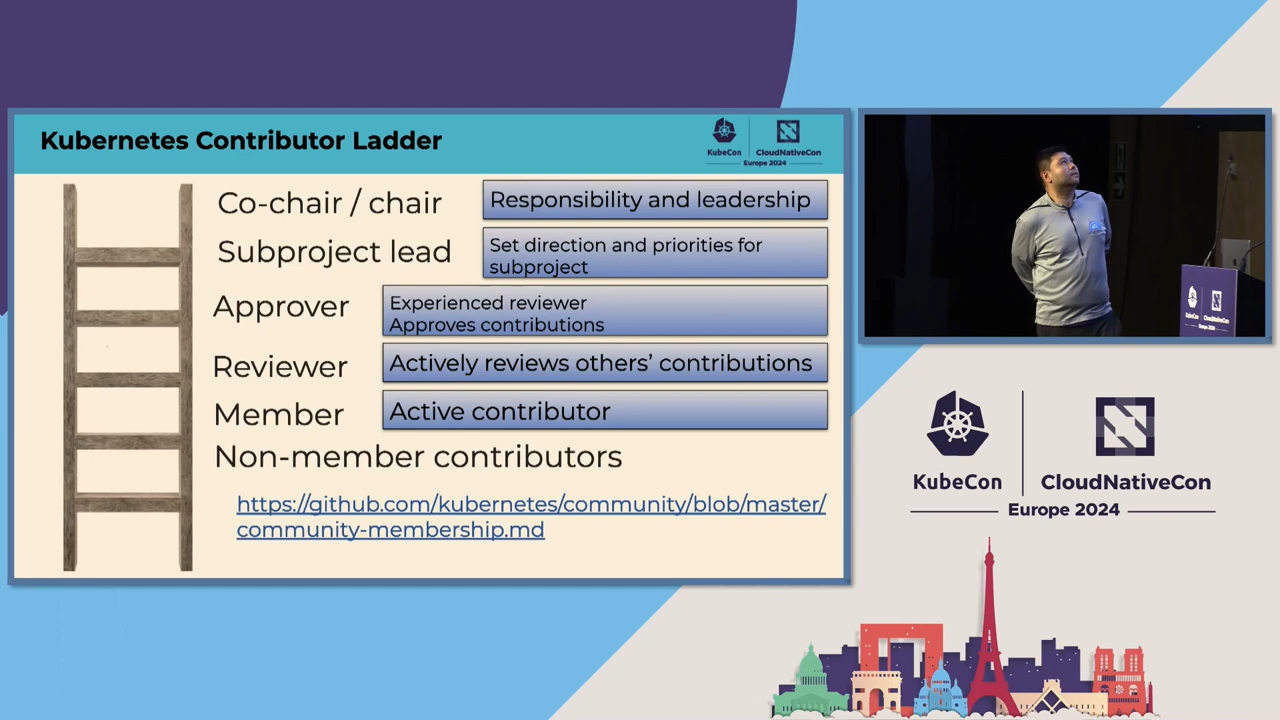 Kubernetes Contributor Ladder
KubeCon
CloudNativeCon
Europe 2024
Co-chair / chair
Responsibility and leadership
Subproject lead
Set direction and priorities for
subproject
Approver
Experienced reviewer
Approves contributions
Reviewer
Actively reviews others’ contributions
Member
Active contributor
Non-member contributors
https://github.com/kubernetes/community/blob/master/
community-membership.md
KubeCon
CloudNativeCon
Europe 2024